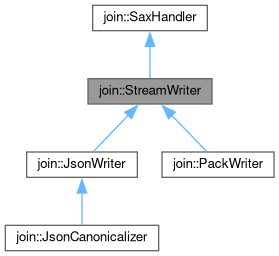 join::SaxHandler
join::StreamWriter
join::JsonWriter
join::PackWriter
join::JsonCanonicalizer